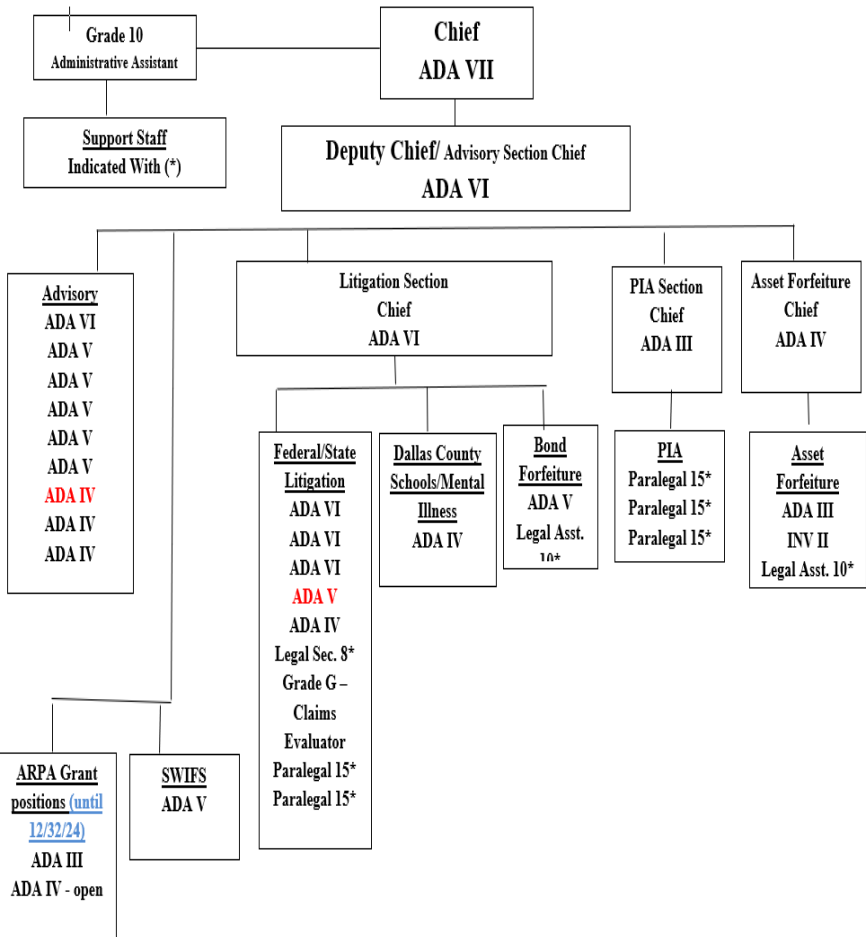 Grade 10
Administrative Assistant
Chief
ADA VII
Support Staff
Indicated With (*)
Deputy Chief/ Advisory Section Chief
ADA VI
Advisory
ADA VI
ADA V
ADA V
ADA V
ADA V
ADA V
ADA IV
ADA IV
ADA IV
Litigation Section
Chief
ADA VI
PIA Section
Chief
ADA III
Asset Forfeiture
Chief
ADA IV
Federal/State
Litigation
ADA VI
ADA VI
ADA VI
ADA V
ADA IV
Legal Sec. 8*
Grade G –
Claims
Evaluator
Paralegal 15*
Paralegal 15*
Dallas County
Schools/Mental
Illness
ADA IV
Bond
Forfeiture
ADA V
Legal Asst.
10*
PIA
Paralegal 15*
Paralegal 15*
Paralegal 15*
Asset
Forfeiture
ADA III
INV II
Legal Asst. 10*
ARPA Grant
positions (until
12/32/24)
ADA III
ADA IV - open
SWIFS
ADA V